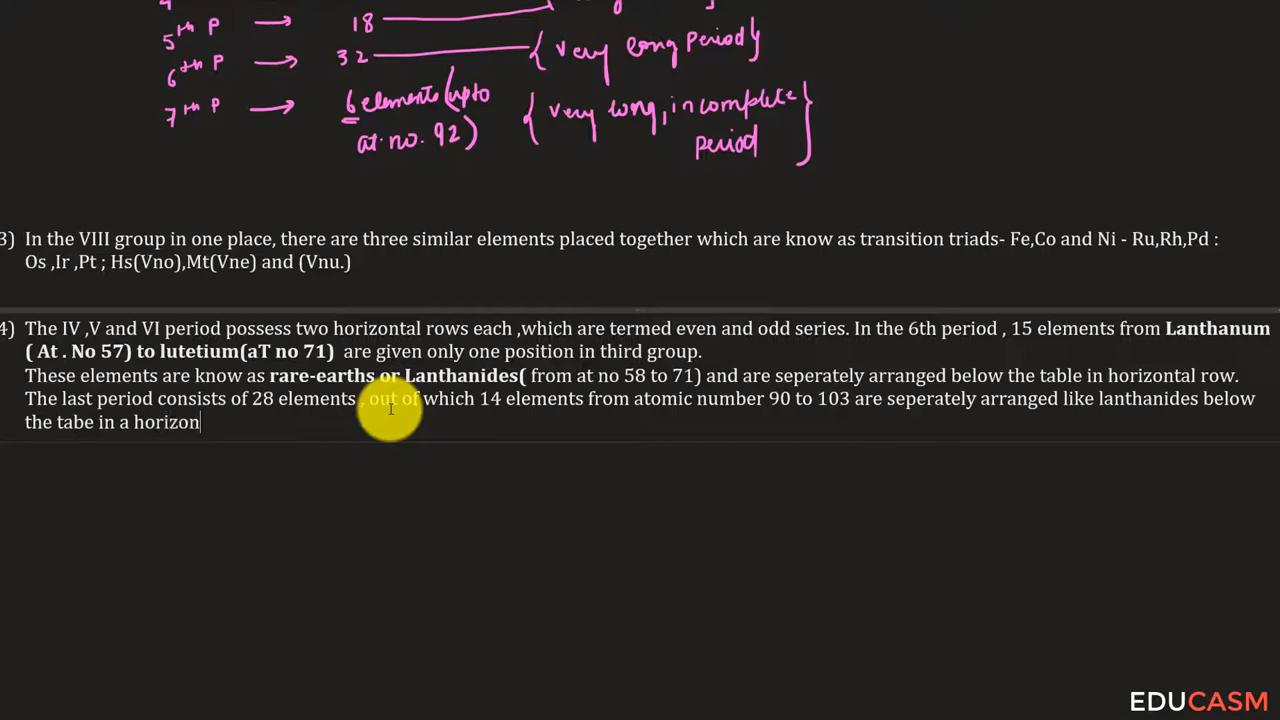 5th P → 18
6th P → 32 { very long Period }
7th P → 6 elements (upto { very long, incomplete
at. no. 92) period }
3) In the VIII group in one place, there are three similar elements placed together which are know as transition triads- Fe,Co and Ni - Ru,Rh,Pd :
Os ,Ir ,Pt ; Hs(Vno),Mt(Vne) and (Vnu.)
4) The IV ,V and VI period possess two horizontal rows each ,which are termed even and odd series. In the 6th period , 15 elements from Lanthanum
( At . No 57) to lutetium(aT no 71) are given only one position in third group.
These elements are know as rare-earths or Lanthanides( from at no 58 to 71) and are seperately arranged below the table in horizontal row.
The last period consists of 28 elements , out of which 14 elements from atomic number 90 to 103 are seperately arranged like lanthanides below
the tabe in a horizon
EDUCASM